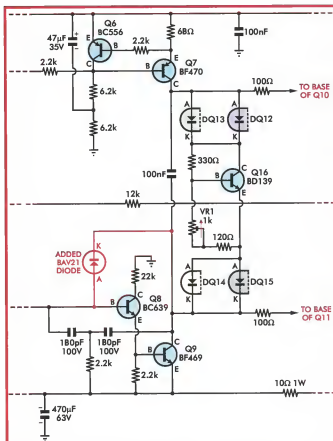 Q6
BC556
E
C
B
47µF
35V
+
−
2.2k
68Ω
100nF
2.2k
E
B
C
Q7
BF470
100Ω
TO BASE
OF Q10
6.2k
6.2k
A
A
DQ13
DQ12
K
K
100nF
330Ω
C
B
E
Q16
BD139
12k
VR1
1k
120Ω
ADDED
BAV21
DIODE
K
A
22k
A
A
DQ14
DQ15
K
K
Q8
BC639
C
B
E
100Ω
TO BASE
OF Q11
180pF
100V
180pF
100V
2.2k
2.2k
C
B
E
Q9
BF469
470µF
63V
−
+
10Ω 1W